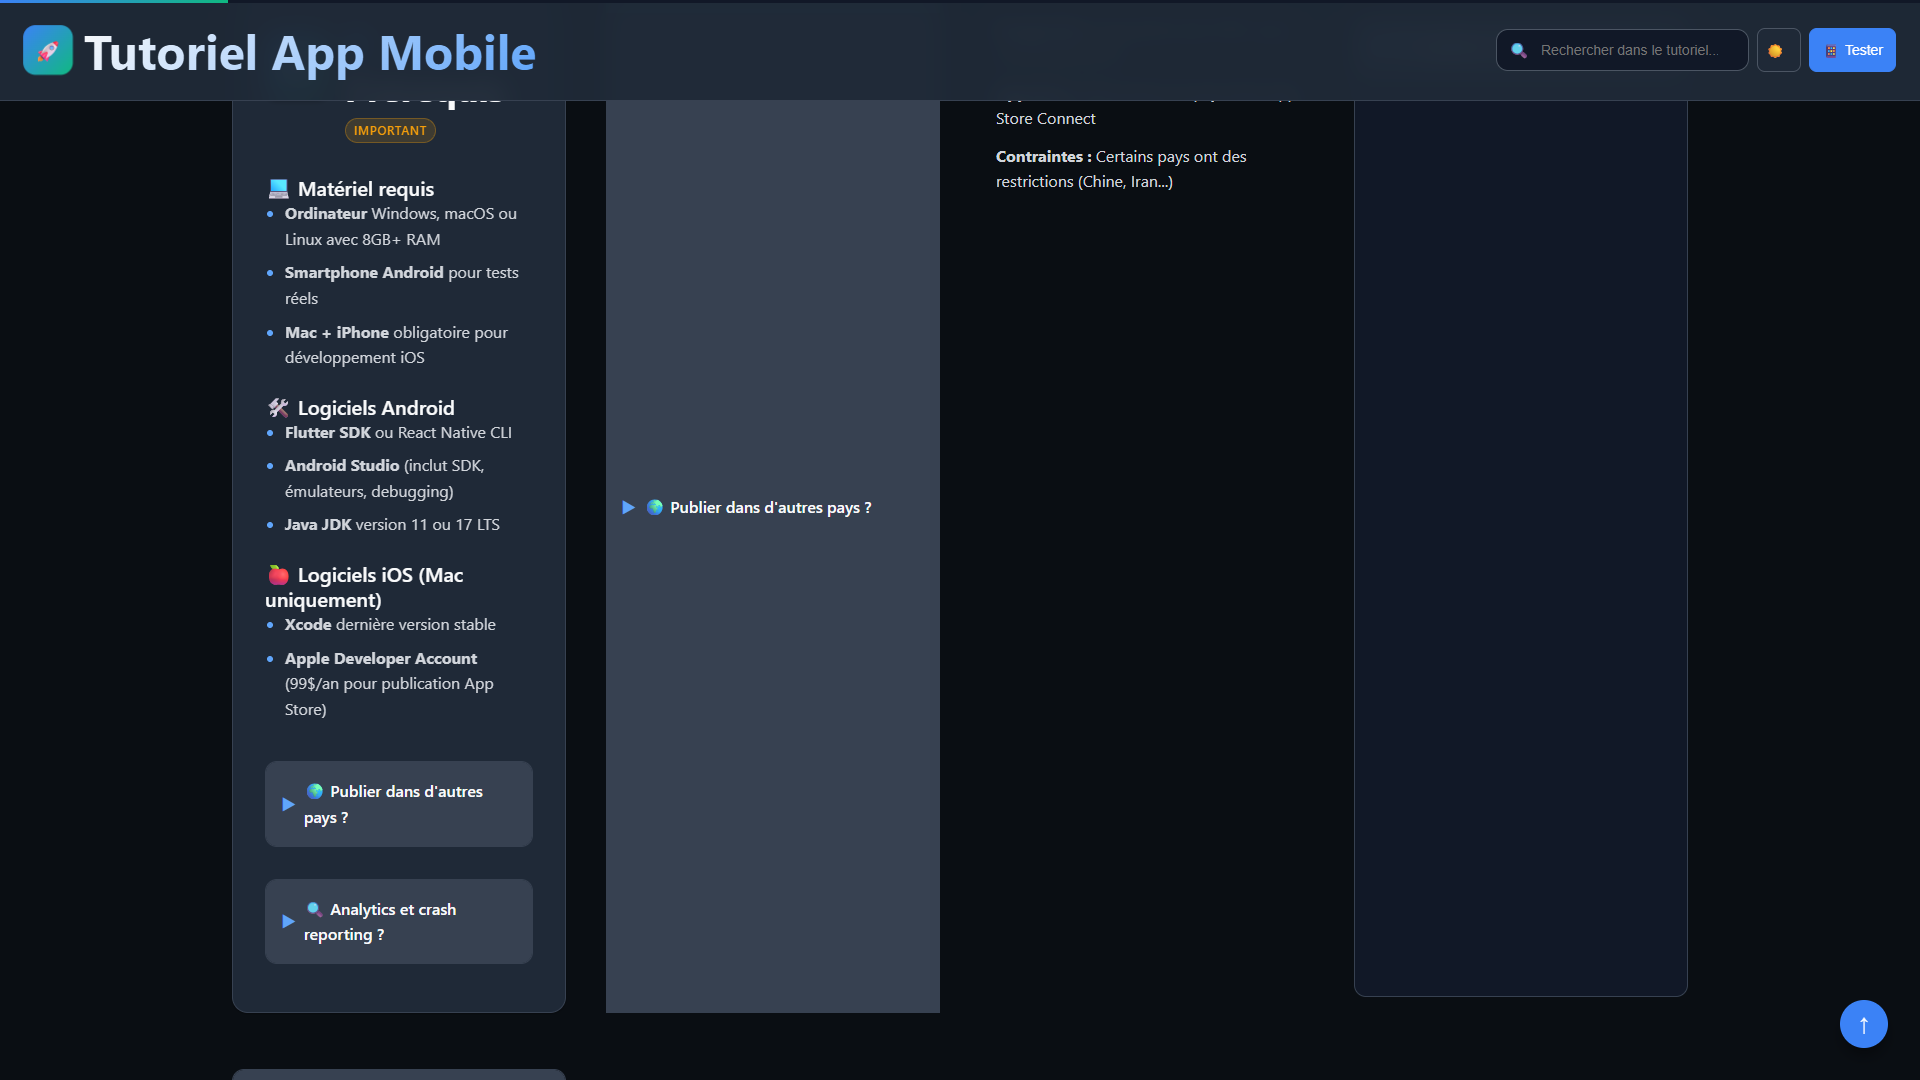 Tutoriel App Mobile
Rechercher dans le tutoriel...
Tester
IMPORTANT
Matériel requis
Ordinateur Windows, macOS ou
Linux avec 8GB+ RAM
Smartphone Android pour tests
réels
Mac + iPhone obligatoire pour
développement iOS
Logiciels Android
Flutter SDK ou React Native CLI
Android Studio (inclut SDK,
émulateurs, debugging)
Java JDK version 11 ou 17 LTS
Logiciels iOS (Mac
uniquement)
Xcode dernière version stable
Apple Developer Account
(99$/an pour publication App
Store)
Publier dans d'autres
pays ?
Analytics et crash
reporting ?
Publier dans d'autres pays ?
Store Connect
Contraintes : Certains pays ont des
restrictions (Chine, Iran...)
↑